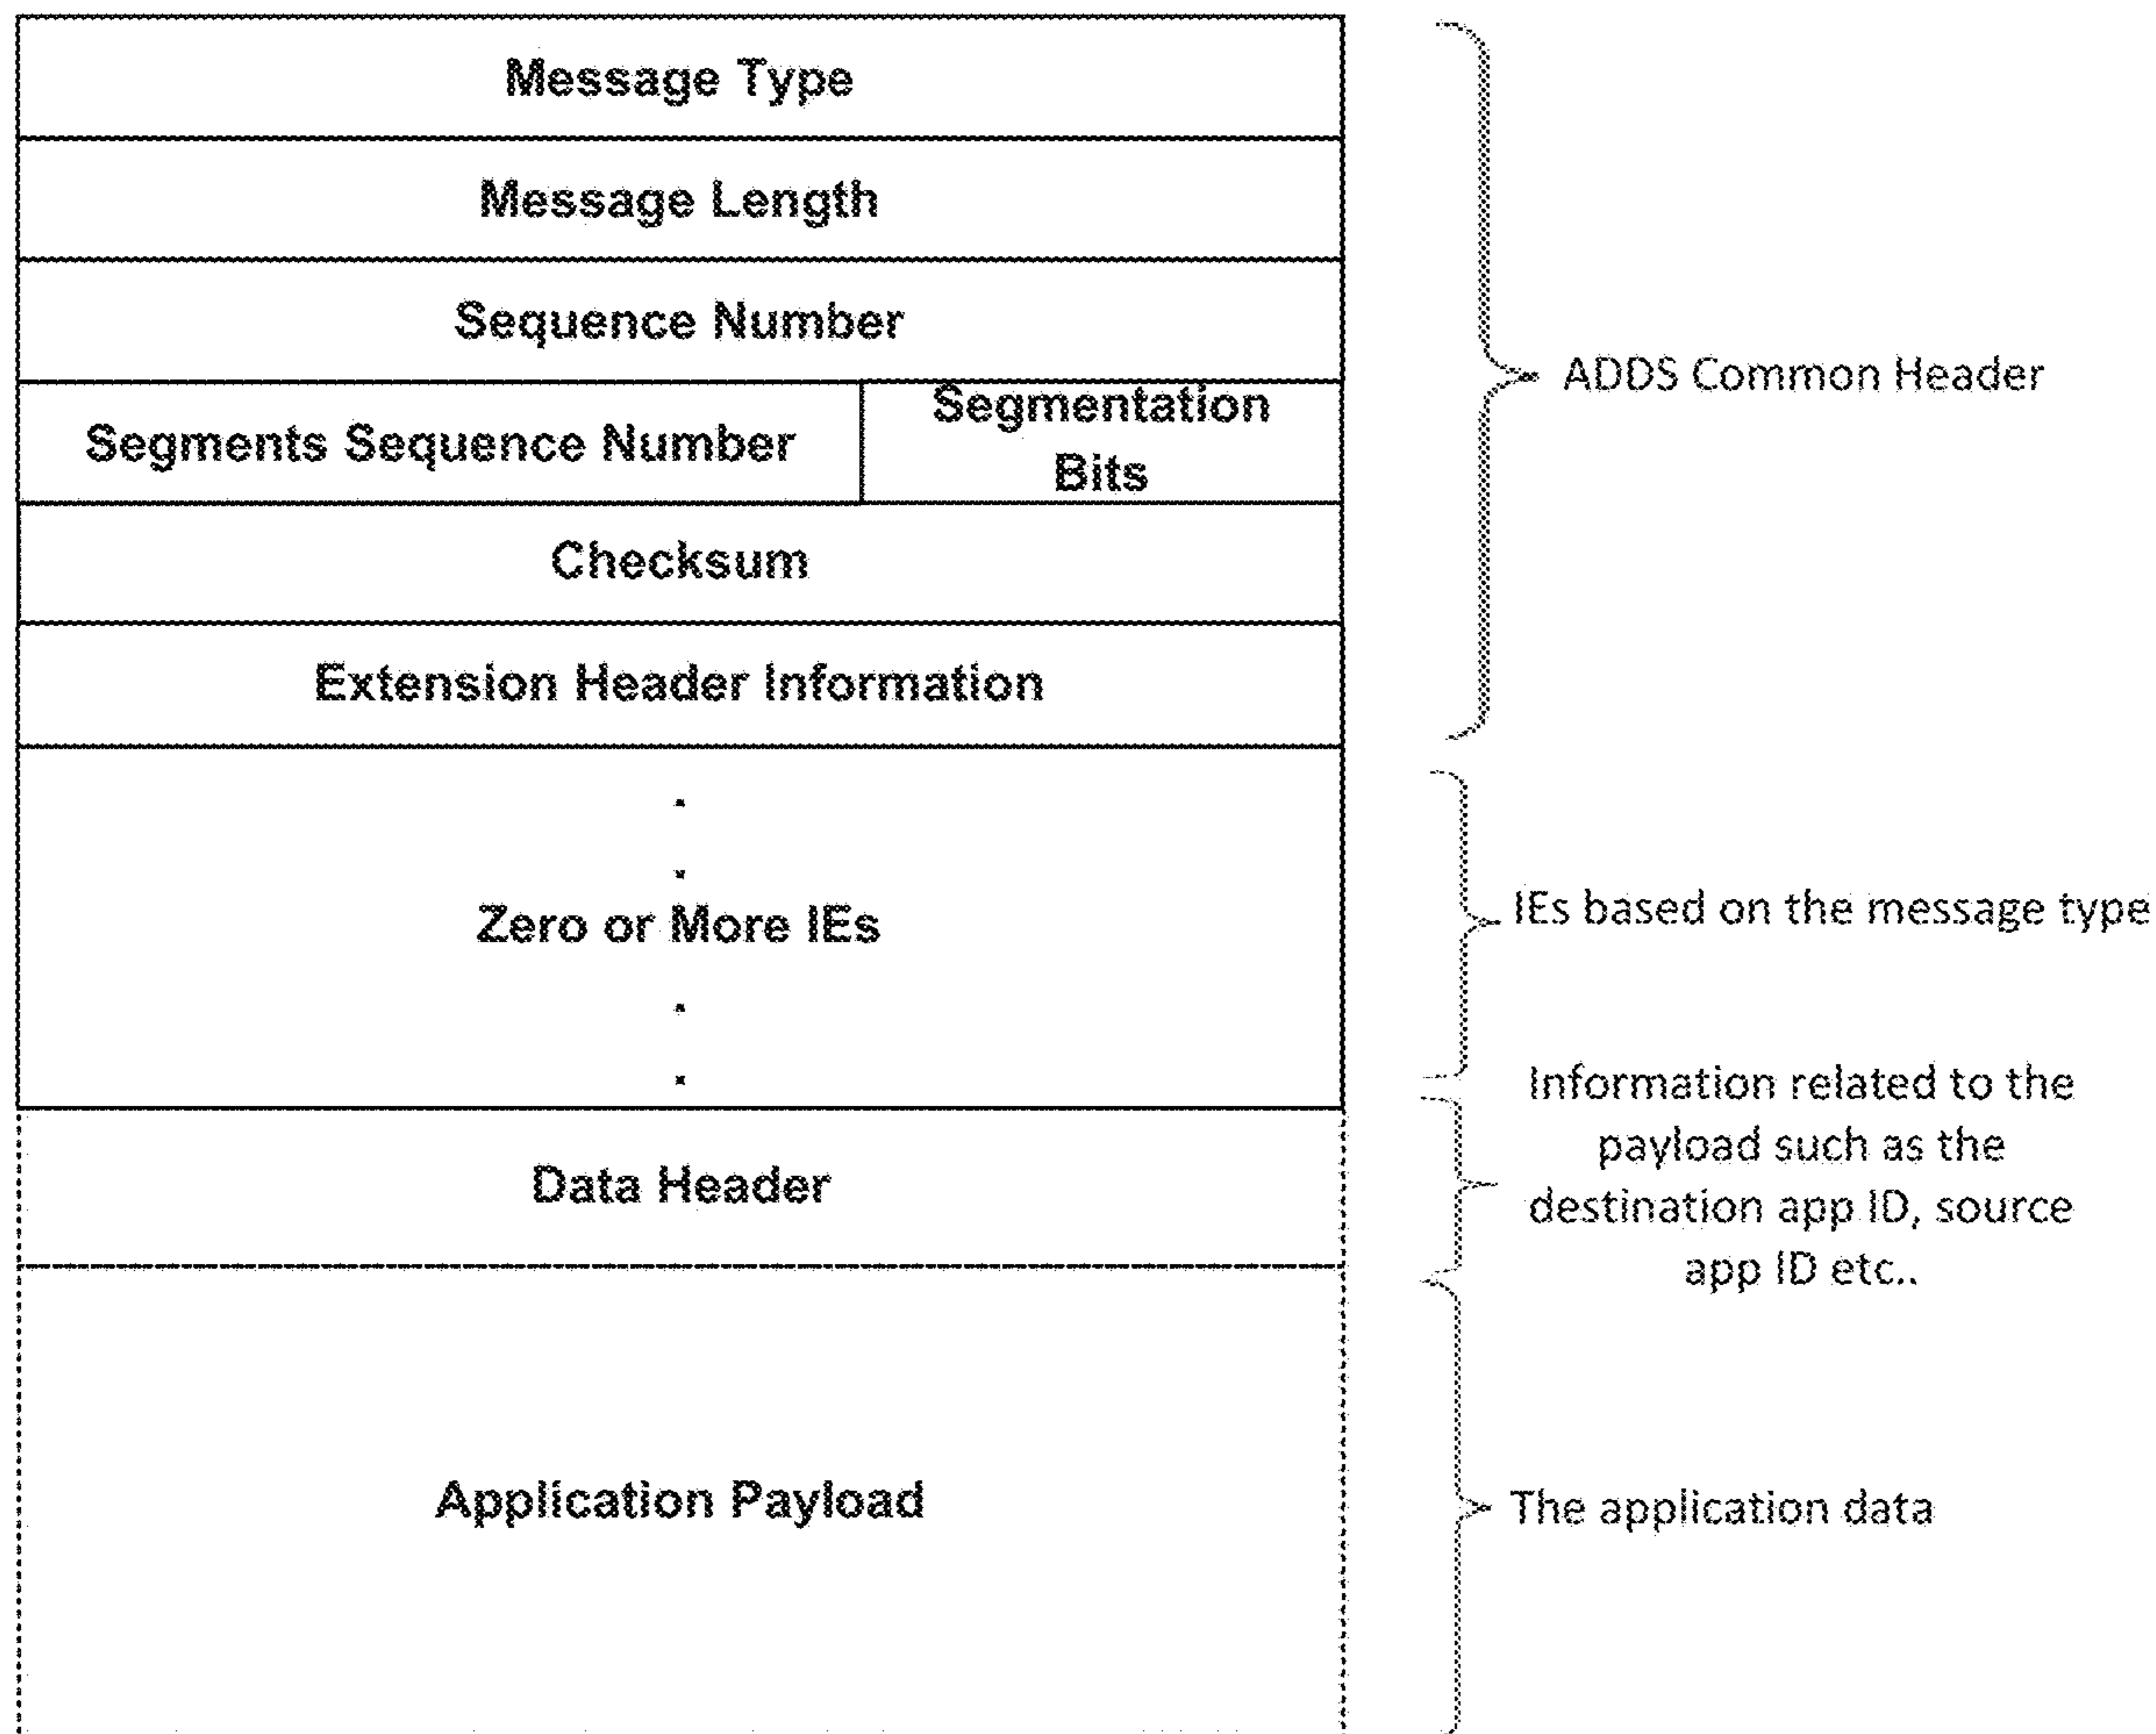 Message Type
Message Length
Sequence Number
ADDS Common Header
Segments Sequence Number
Segmentation
Bits
Checksum
Extension Header Information
Zero or More IEs
IEs based on the message type
Information related to the
payload such as the
destination app ID, source
app ID etc..
Data Header
Application Payload
The application data